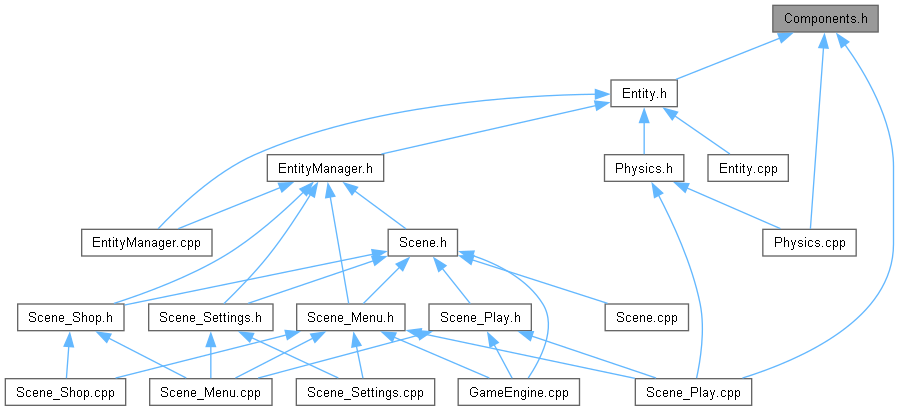 Components.h
Entity.h
EntityManager.h
Physics.h
Entity.cpp
EntityManager.cpp
Scene.h
Physics.cpp
Scene_Shop.h
Scene_Settings.h
Scene_Menu.h
Scene_Play.h
Scene.cpp
Scene_Shop.cpp
Scene_Menu.cpp
Scene_Settings.cpp
GameEngine.cpp
Scene_Play.cpp